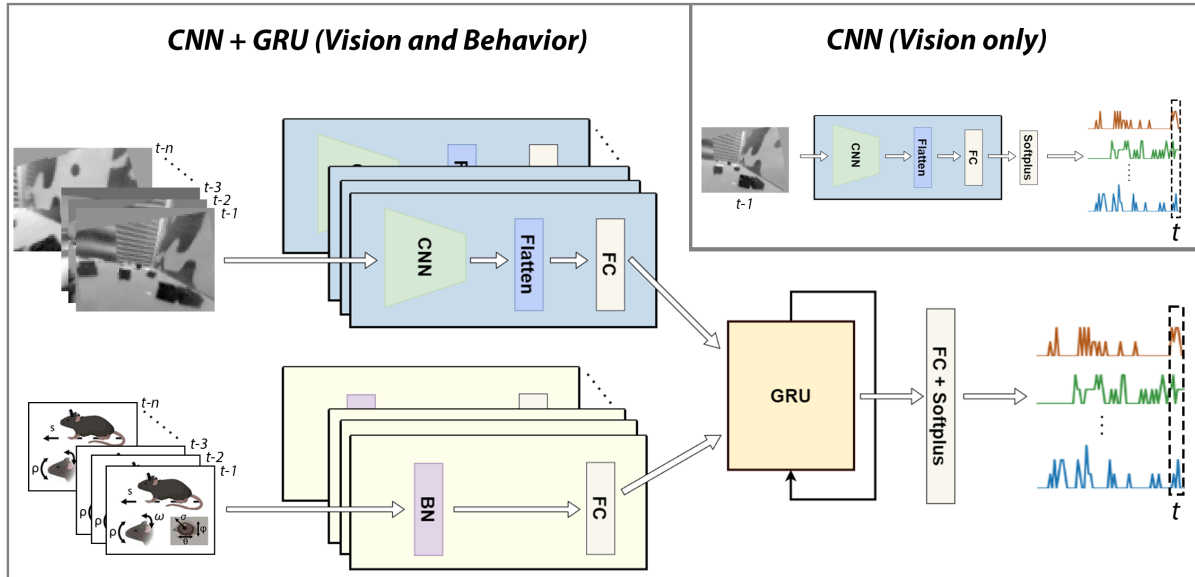 CNN + GRU (Vision and Behavior)
CNN (Vision only)
t-1
CNN
Flatten
FC
Softplus
t
t-n
t-3
t-2
t-1
CNN
Flatten
FC
GRU
FC + Softplus
t
t-n
t-3
t-2
t-1
s
ρ
s
ρ
ω
σ
φ
θ
BN
FC